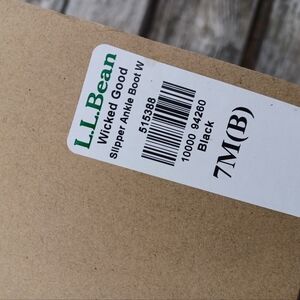 L.L.Bean
Wicked Good
Slipper Ankle Boot W
515388
10000 94260
Black
7M(B)